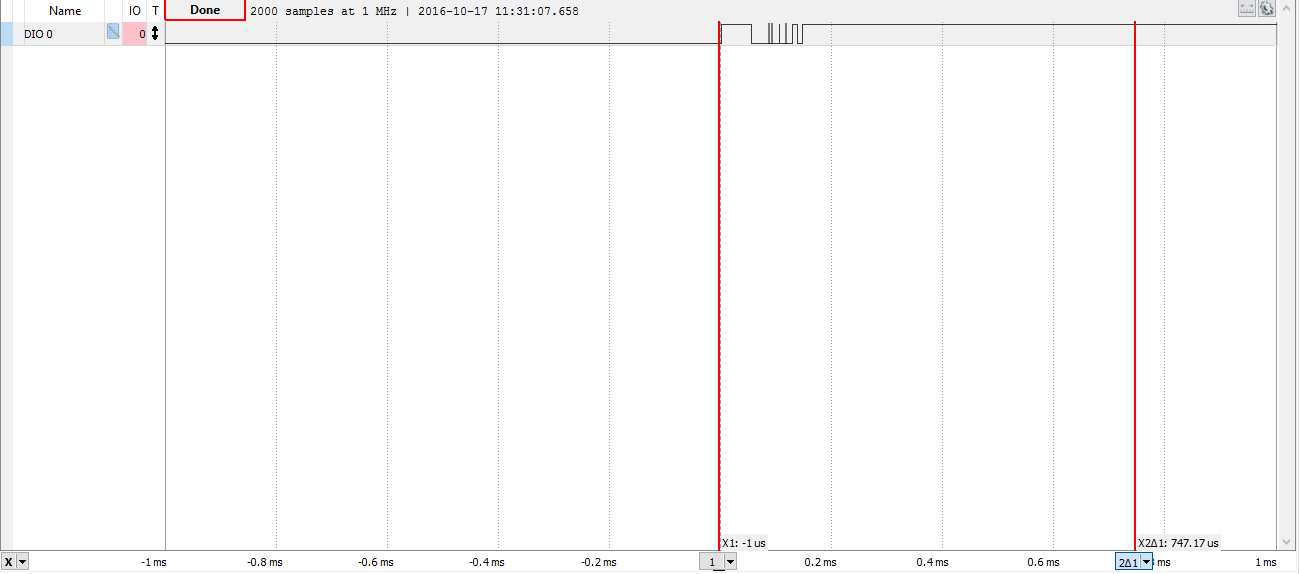 Name IO T Done 2000 samples at 1 MHz | 2016-10-17 11:31:07.658
DIO 0 0
X1: -1 us X2Δ1: 747.17 us
X -1 ms -0.8 ms -0.6 ms -0.4 ms -0.2 ms 1 0.2 ms 0.4 ms 0.6 ms 2Δ1 ms 1 ms